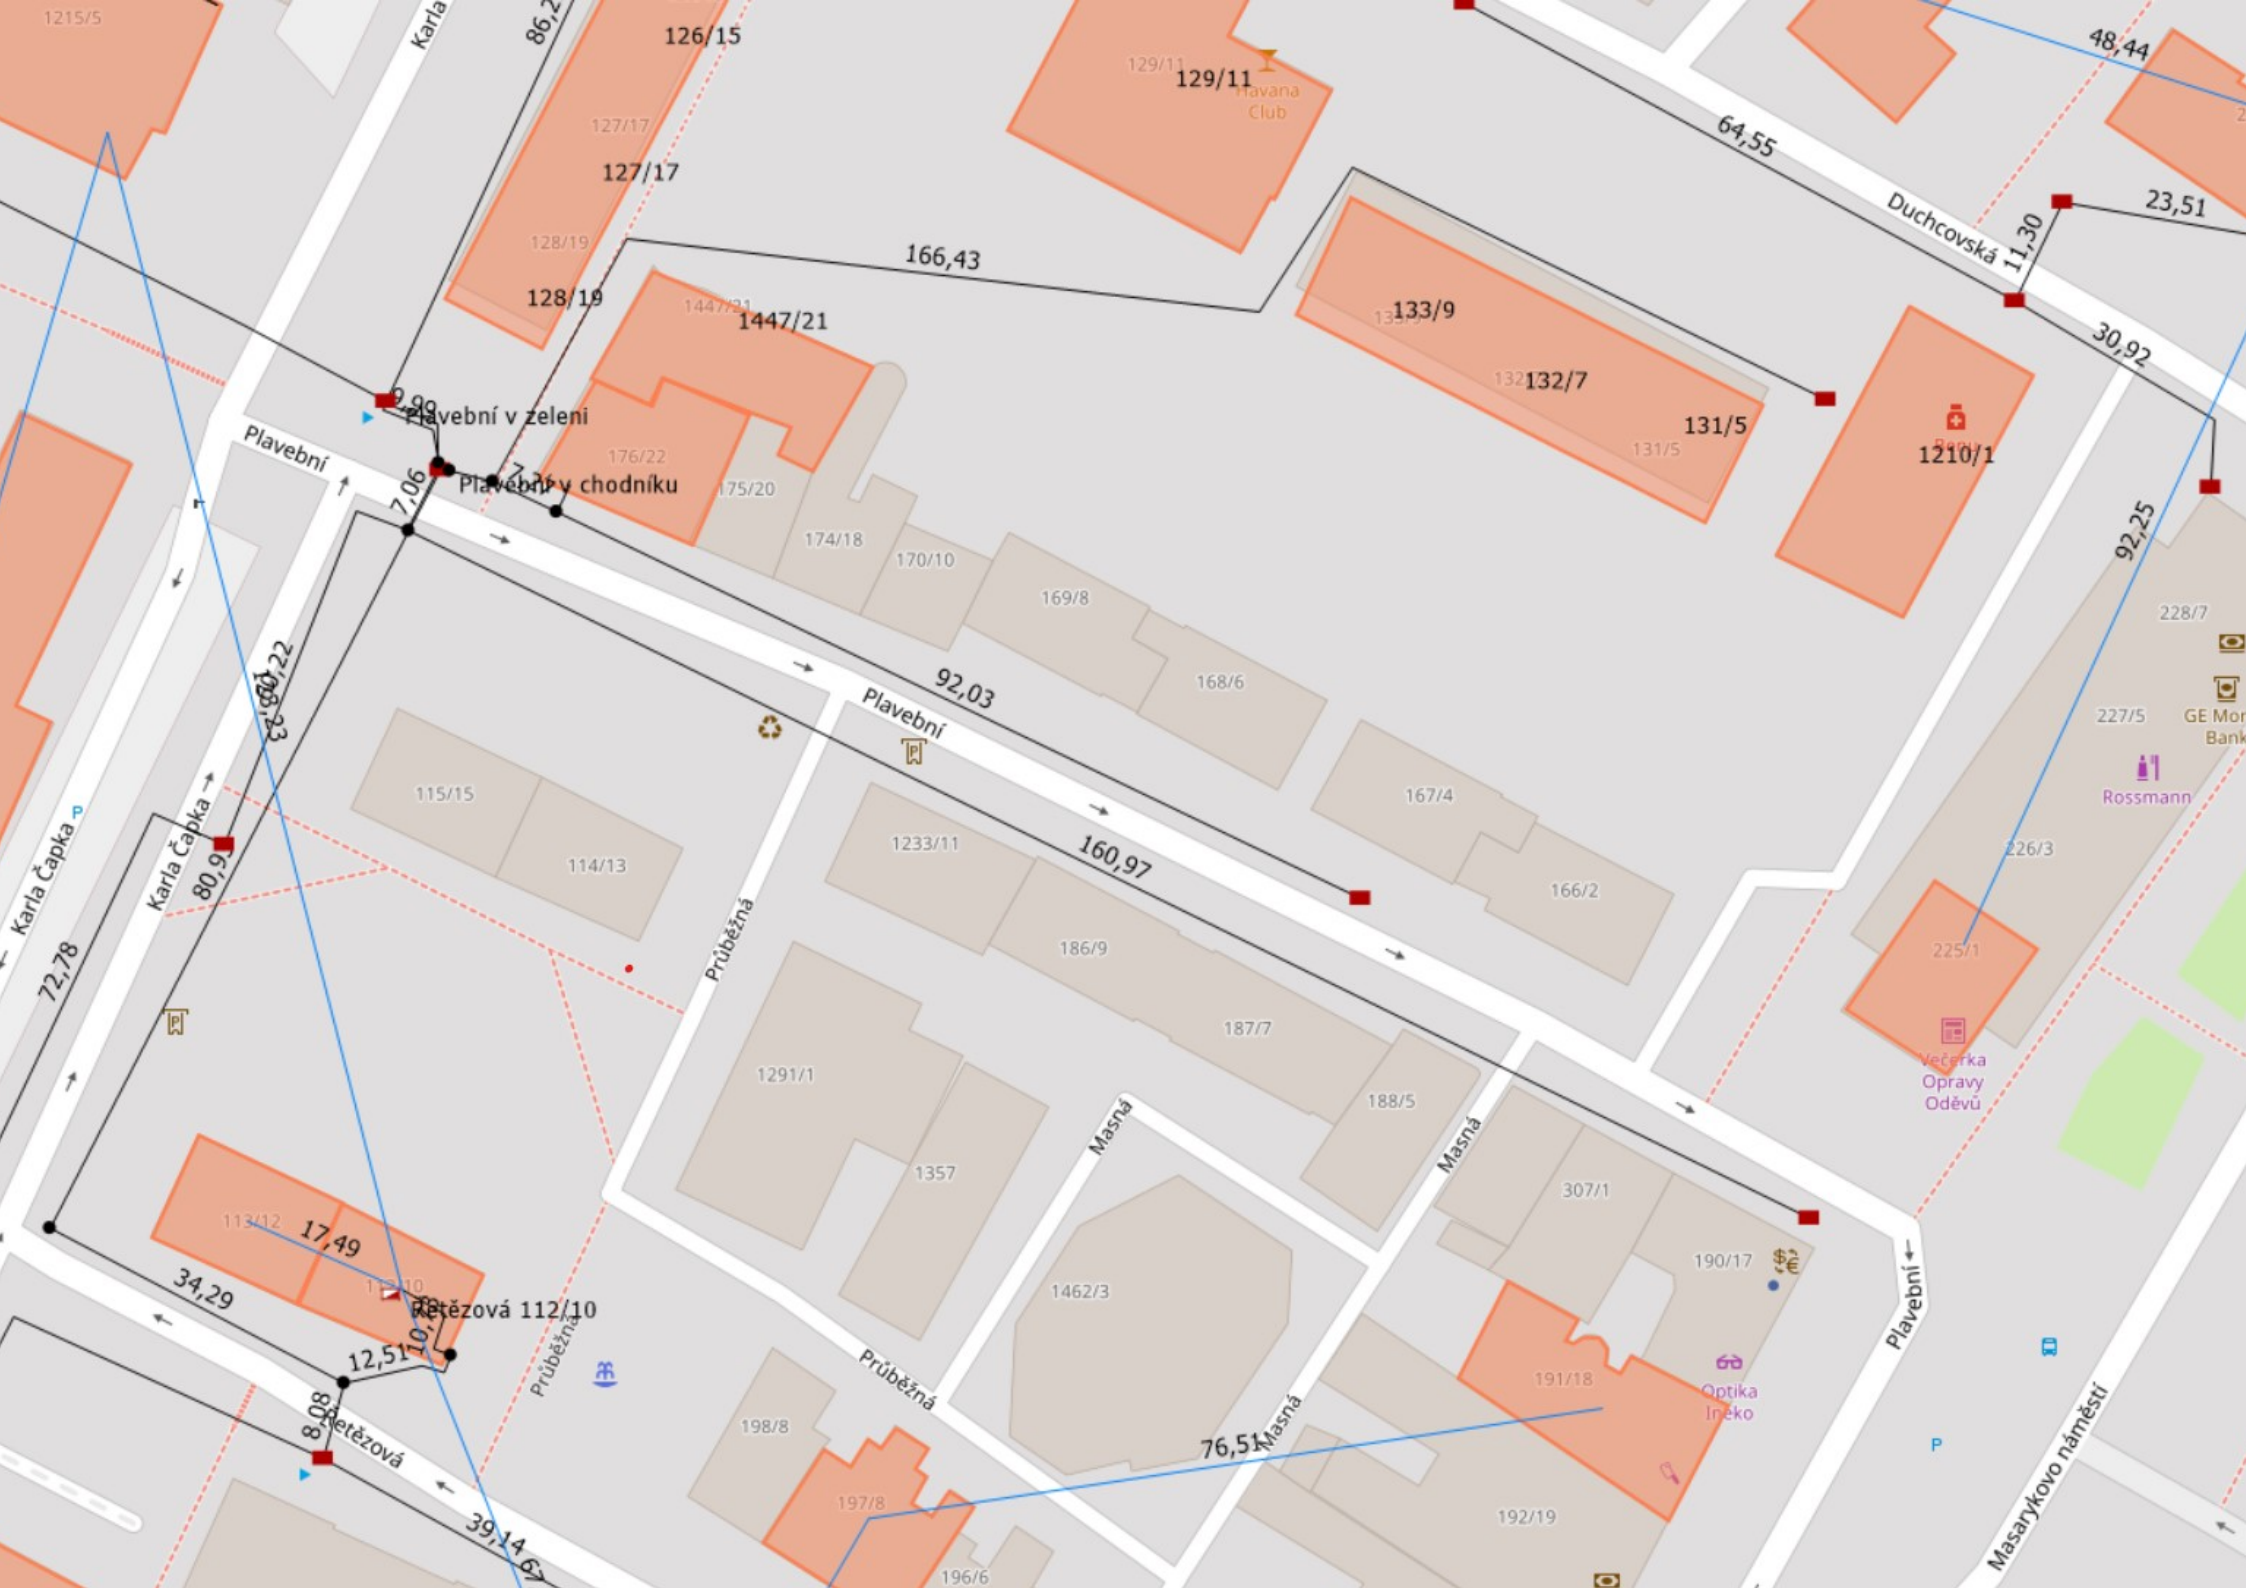 1215/5
Karla
126/15
129/11
129/11
Havana
Club
48,44
127/17
127/17
64,55
Duchcovská
11,30
23,51
128/19
128/19
166,43
1447/21
1447/21
133/9
30,92
132/7
131/5
131/5
1210/1
9,99
Plavební v zeleni
Plavební
7,06
Plavební v chodníku
176/22
175/20
174/18
170/10
169/8
168/6
92,25
228/7
227/5
GE Mon
Bank
Rossmann
92,03
Plavební
115/15
114/13
1233/11
167/4
166/2
226/3
160,97
Karla Čapka
Karla Čapka
72,78
Průběžná
186/9
187/7
188/5
225/1
Večerka
Opravy
Oděvů
P
P
P
1291/1
1357
Masná
Masná
307/1
190/17
1462/3
113/12
17,49
Řetězová 112/10
34,29
12,51
8,08
Řetězová
Průběžná
Průběžná
Plavební
191/18
Optika
Ineko
P
Masarykovo náměstí
198/8
197/8
196/6
76,51
Masná
192/19
39,14